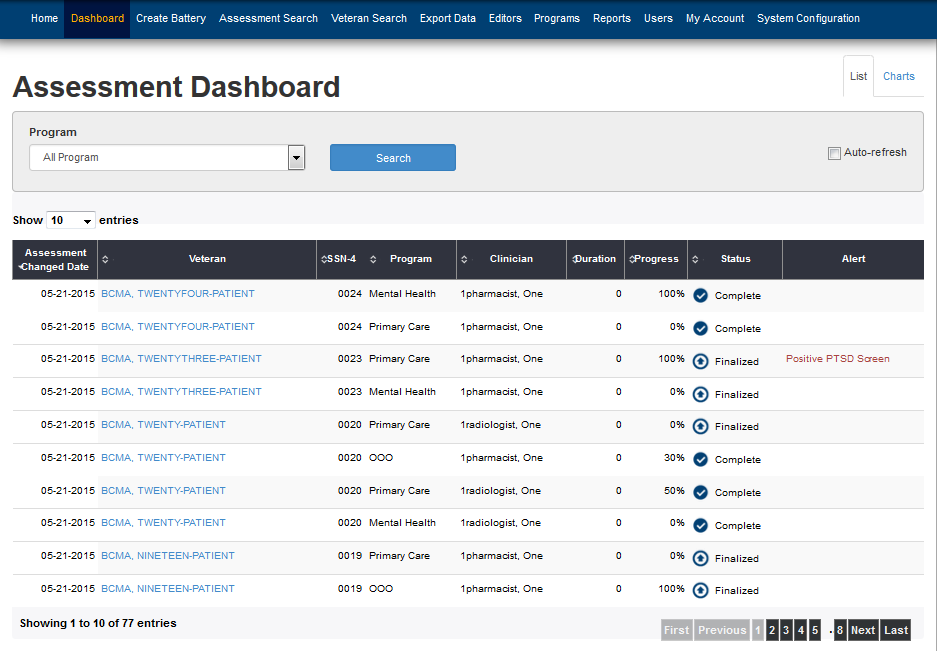 Home Dashboard Create Battery Assessment Search Veteran Search Export Data Editors Programs Reports Users My Account System Configuration
List Charts
Assessment Dashboard
Program
All Program Search Auto-refresh
Show 10 entries
Assessment Changed Date Veteran SSN-4 Program Clinician Duration Progress Status Alert
05-21-2015 BCMA, TWENTYFOUR-PATIENT 0024 Mental Health 1pharmacist, One 0 100% Complete
05-21-2015 BCMA, TWENTYFOUR-PATIENT 0024 Primary Care 1pharmacist, One 0 0% Complete
05-21-2015 BCMA, TWENTYTHREE-PATIENT 0023 Primary Care 1pharmacist, One 0 100% Finalized Positive PTSD Screen
05-21-2015 BCMA, TWENTYTHREE-PATIENT 0023 Mental Health 1pharmacist, One 0 0% Finalized
05-21-2015 BCMA, TWENTY-PATIENT 0020 Primary Care 1radiologist, One 0 0% Finalized
05-21-2015 BCMA, TWENTY-PATIENT 0020 OOO 1pharmacist, One 0 30% Complete
05-21-2015 BCMA, TWENTY-PATIENT 0020 Primary Care 1radiologist, One 0 50% Complete
05-21-2015 BCMA, TWENTY-PATIENT 0020 Mental Health 1radiologist, One 0 0% Complete
05-21-2015 BCMA, NINETEEN-PATIENT 0019 Primary Care 1pharmacist, One 0 0% Finalized
05-21-2015 BCMA, NINETEEN-PATIENT 0019 OOO 1pharmacist, One 0 100% Finalized
Showing 1 to 10 of 77 entries
First Previous 1 2 3 4 5 . 8 Next Last